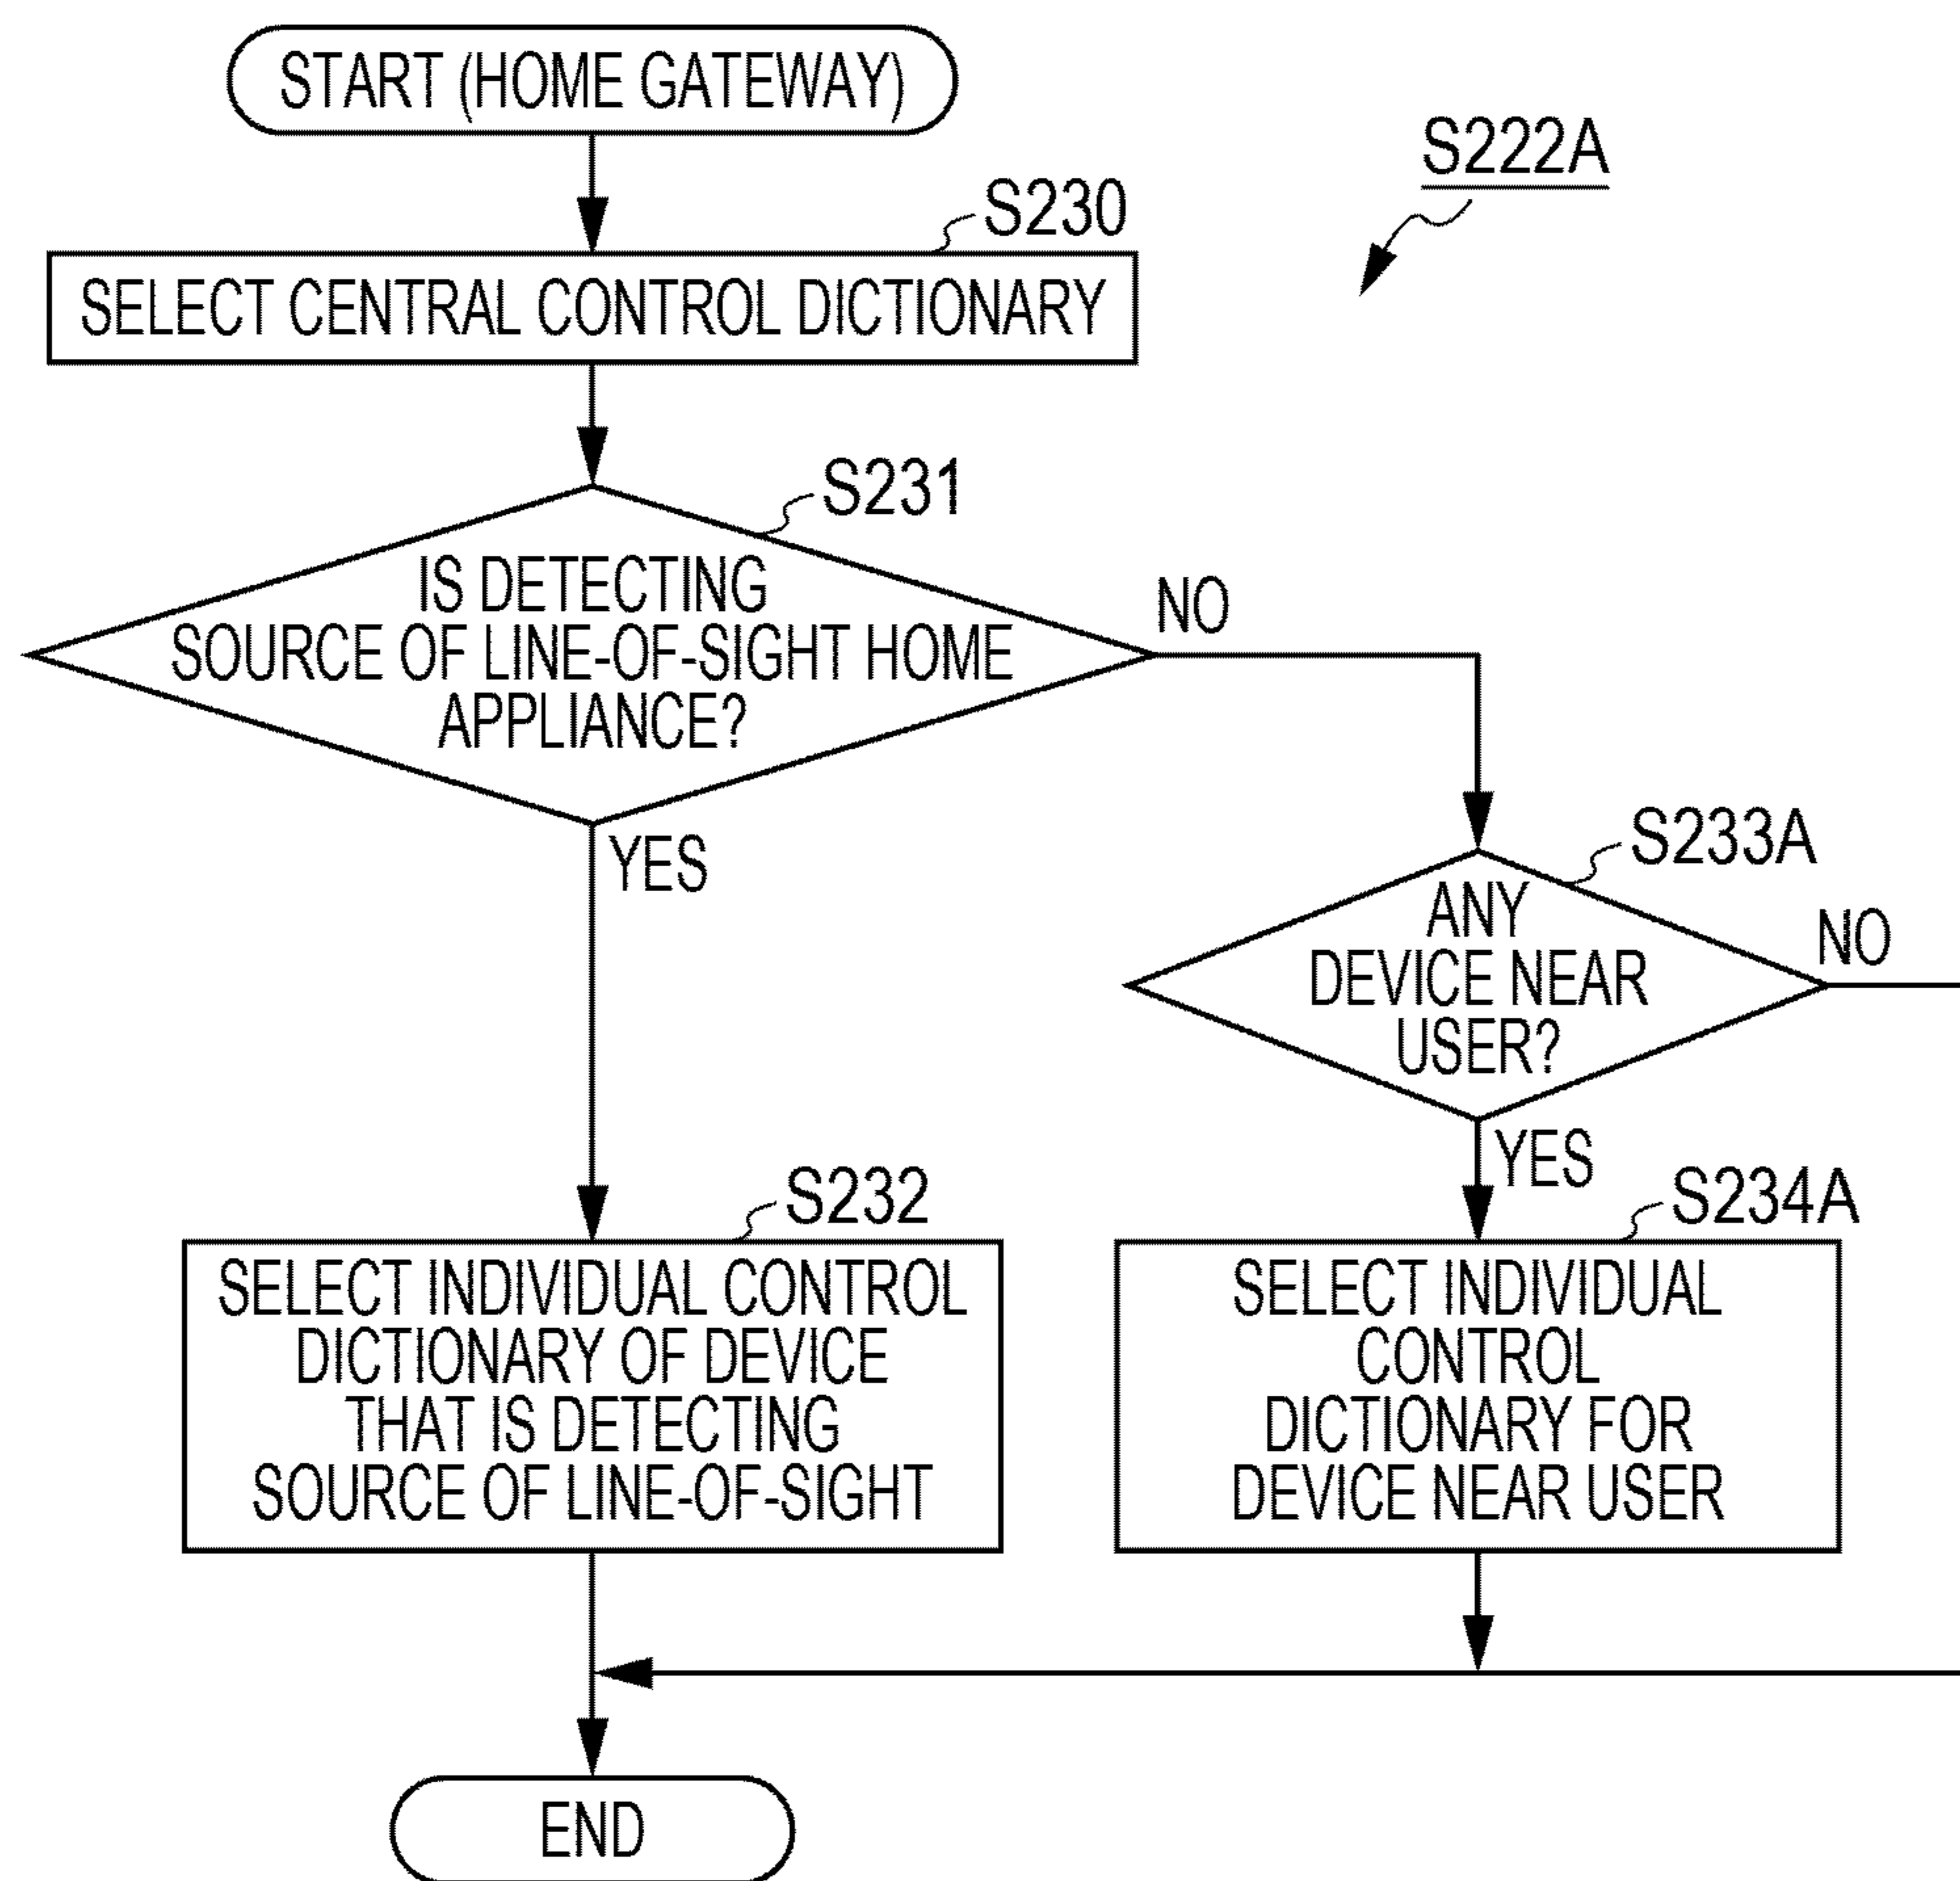 START (HOME GATEWAY)
S222A
S230
SELECT CENTRAL CONTROL DICTIONARY
S231
IS DETECTING
SOURCE OF LINE-OF-SIGHT HOME
APPLIANCE?
NO
YES
S233A
ANY
DEVICE NEAR
USER?
NO
YES
S232
SELECT INDIVIDUAL CONTROL
DICTIONARY OF DEVICE
THAT IS DETECTING
SOURCE OF LINE-OF-SIGHT
S234A
SELECT INDIVIDUAL
CONTROL
DICTIONARY FOR
DEVICE NEAR USER
END